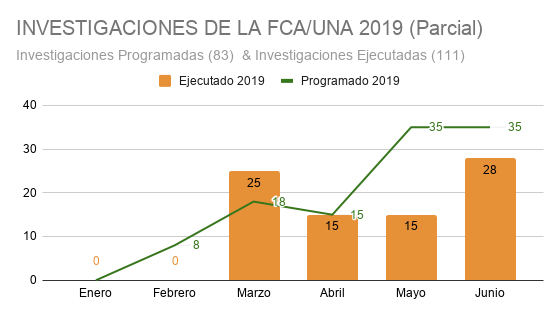 INVESTIGACIONES DE LA FCA/UNA 2019 (Parcial)
Investigaciones Programadas (83) & Investigaciones Ejecutadas (111)
Ejecutado 2019 Programado 2019
40
30
20
10
0
0 8 0 25 18 15 15 35 15 35 28
Enero Febrero Marzo Abril Mayo Junio